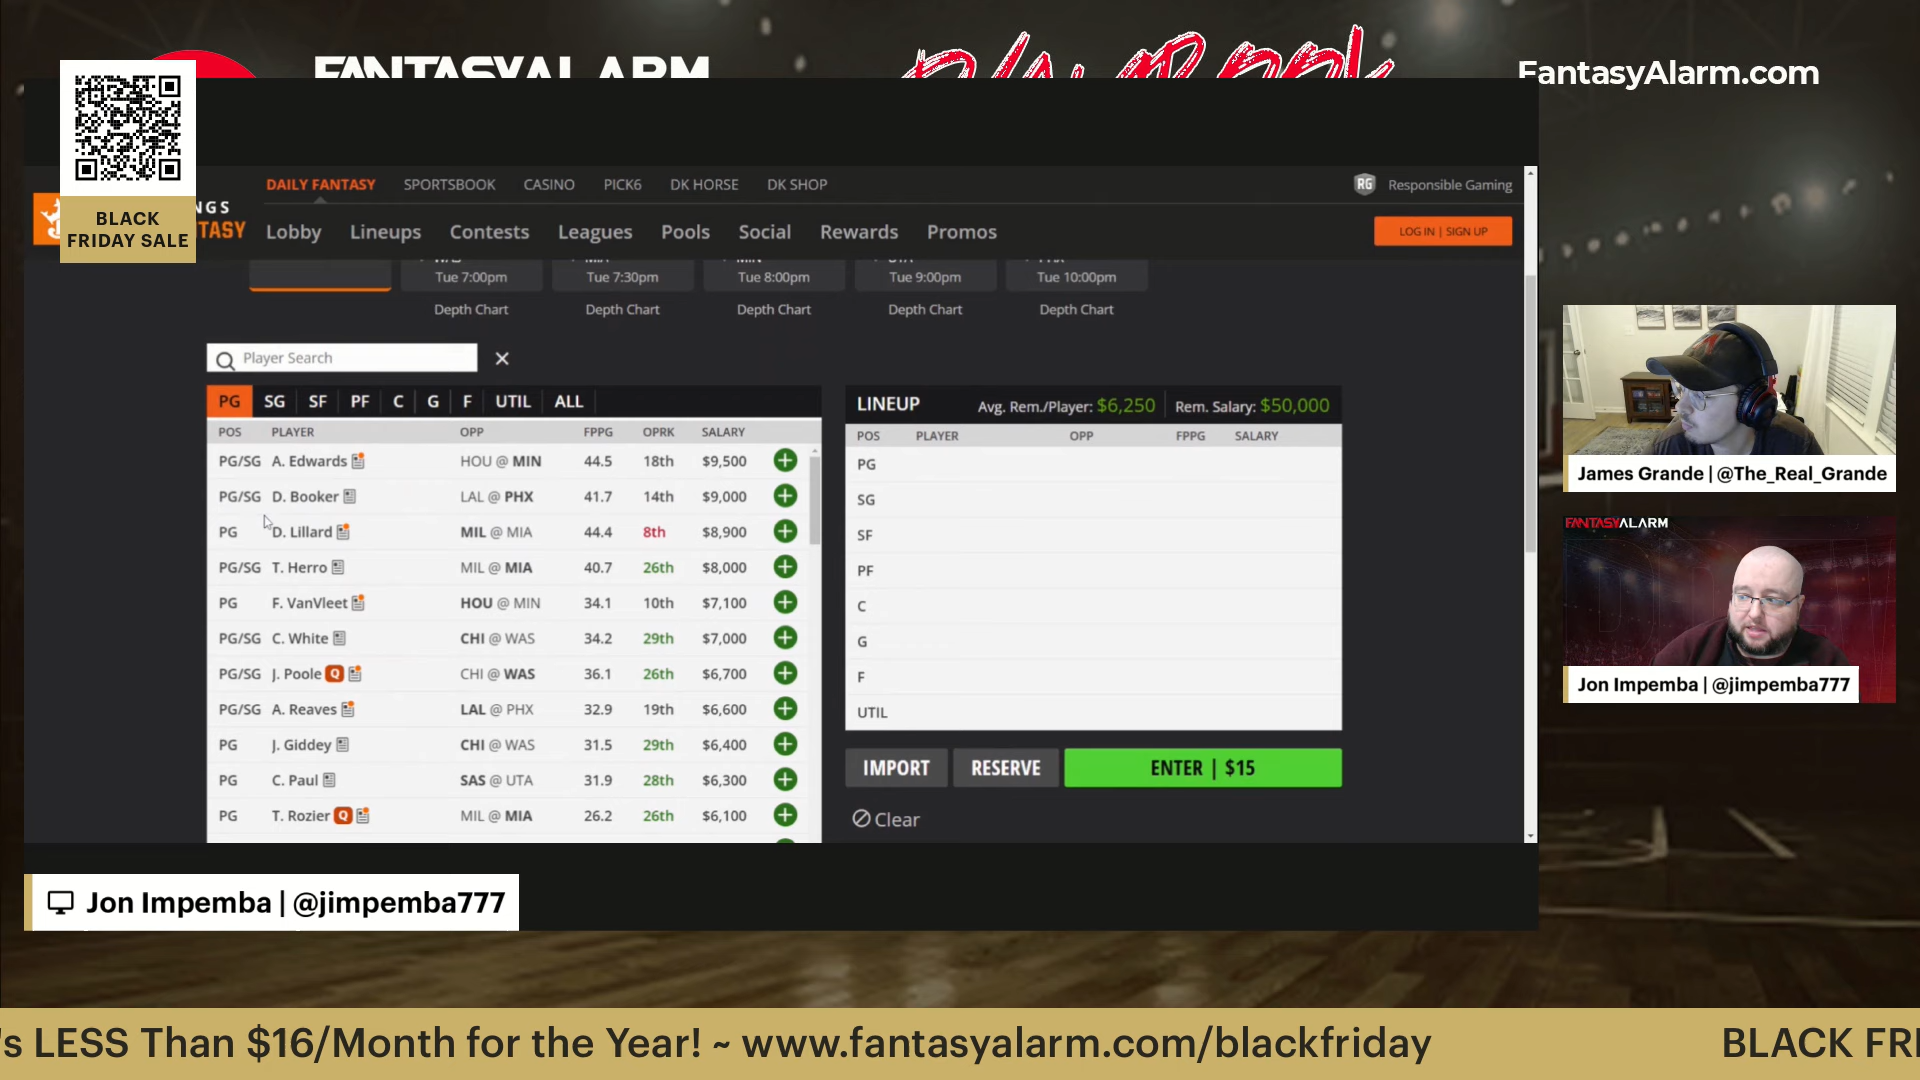 FANTASYALARM
PLAYBOOK
FantasyAlarm.com
BLACK
FRIDAY SALE
NGS
TASY
DAILY FANTASY SPORTSBOOK CASINO PICK6 DK HORSE DK SHOP
RG Responsible Gaming
Lobby Lineups Contests Leagues Pools Social Rewards Promos
LOG IN | SIGN UP
Tue 7:00pm Tue 7:30pm Tue 8:00pm Tue 9:00pm Tue 10:00pm
Depth Chart Depth Chart Depth Chart Depth Chart Depth Chart
Player Search
PG SG SF PF C G F UTIL ALL
POS PLAYER OPP FPPG OPRK SALARY
PG/SG A. Edwards HOU @ MIN 44.5 18th $9,500
PG/SG D. Booker LAL @ PHX 41.7 14th $9,000
PG D. Lillard MIL @ MIA 44.4 8th $8,900
PG/SG T. Herro MIL @ MIA 40.7 26th $8,000
PG F. VanVleet HOU @ MIN 34.1 10th $7,100
PG/SG C. White CHI @ WAS 34.2 29th $7,000
PG/SG J. Poole Q CHI @ WAS 36.1 26th $6,700
PG/SG A. Reaves LAL @ PHX 32.9 19th $6,600
PG J. Giddey CHI @ WAS 31.5 29th $6,400
PG C. Paul SAS @ UTA 31.9 28th $6,300
PG T. Rozier Q MIL @ MIA 26.2 26th $6,100
LINEUP Avg. Rem./Player: $6,250 Rem. Salary: $50,000
POS PLAYER OPP FPPG SALARY
PG
SG
SF
PF
C
G
F
UTIL
IMPORT RESERVE ENTER | $15
Clear
James Grande | @The_Real_Grande
FANTASYALARM
Jon Impemba | @jimpemba777
Jon Impemba | @jimpemba777
's LESS Than $16/Month for the Year! ~ www.fantasyalarm.com/blackfriday BLACK FRI